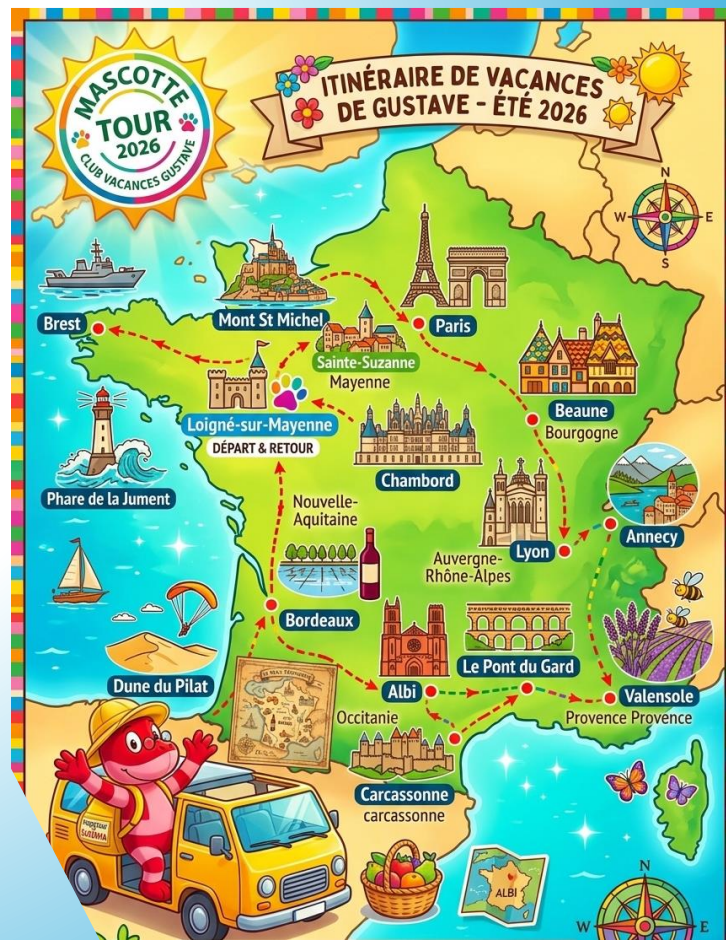 MASCOTTE
TOUR
2026
CLUB VACANCES GUSTAVE
ITINÉRAIRE DE VACANCES
DE GUSTAVE - ÉTÉ 2026
N
W
E
S
Brest
Mont St Michel
Paris
Sainte-Suzanne
Mayenne
Loigné-sur-Mayenne
DÉPART & RETOUR
Beaune
Bourgogne
Chambord
Phare de la Jument
Nouvelle-
Aquitaine
Lyon
Annecy
Auvergne-
Rhône-Alpes
Bordeaux
Dune du Pilat
Albi
Le Pont du Gard
Valensole
Occitanie
Provence Provence
Carcassonne
carcassonne
ALBI
N
W
E